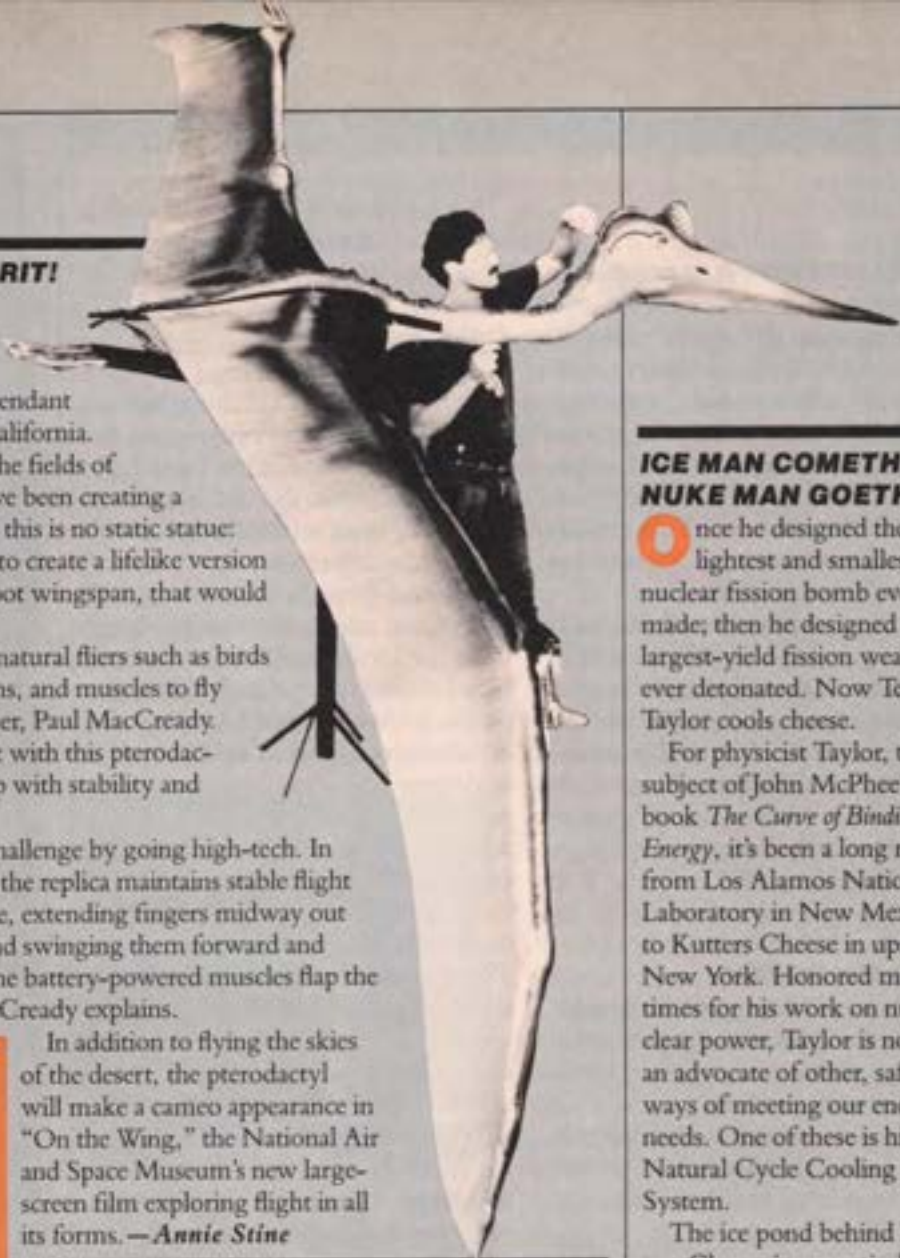 RIT!
endant
alifornia.
he fields of
ve been creating a
this is no static statue:
to create a lifelike version
oot wingspan, that would
natural fliers such as birds
ns, and muscles to fly
er, Paul MacCready.
t with this pterodac-
p with stability and
hallenge by going high-tech. In
the replica maintains stable flight
e, extending fingers midway out
nd swinging them forward and
he battery-powered muscles flap the
Cready explains.
In addition to flying the skies
of the desert, the pterodactyl
will make a cameo appearance in
“On the Wing,” the National Air
and Space Museum's new large-
screen film exploring flight in all
its forms. — Annie Stine
ICE MAN COMETH
NUKE MAN GOETH
Once he designed the
lightest and smalles
nuclear fission bomb ev
made; then he designed
largest-yield fission wea
ever detonated. Now Te
Taylor cools cheese.
For physicist Taylor, t
subject of John McPhee
book The Curve of Bindi
Energy, it's been a long r
from Los Alamos Natio
Laboratory in New Mex
to Kutters Cheese in up
New York. Honored m
times for his work on nu
clear power, Taylor is no
an advocate of other, saf
ways of meeting our ene
needs. One of these is hi
Natural Cycle Cooling
System.
The ice pond behind